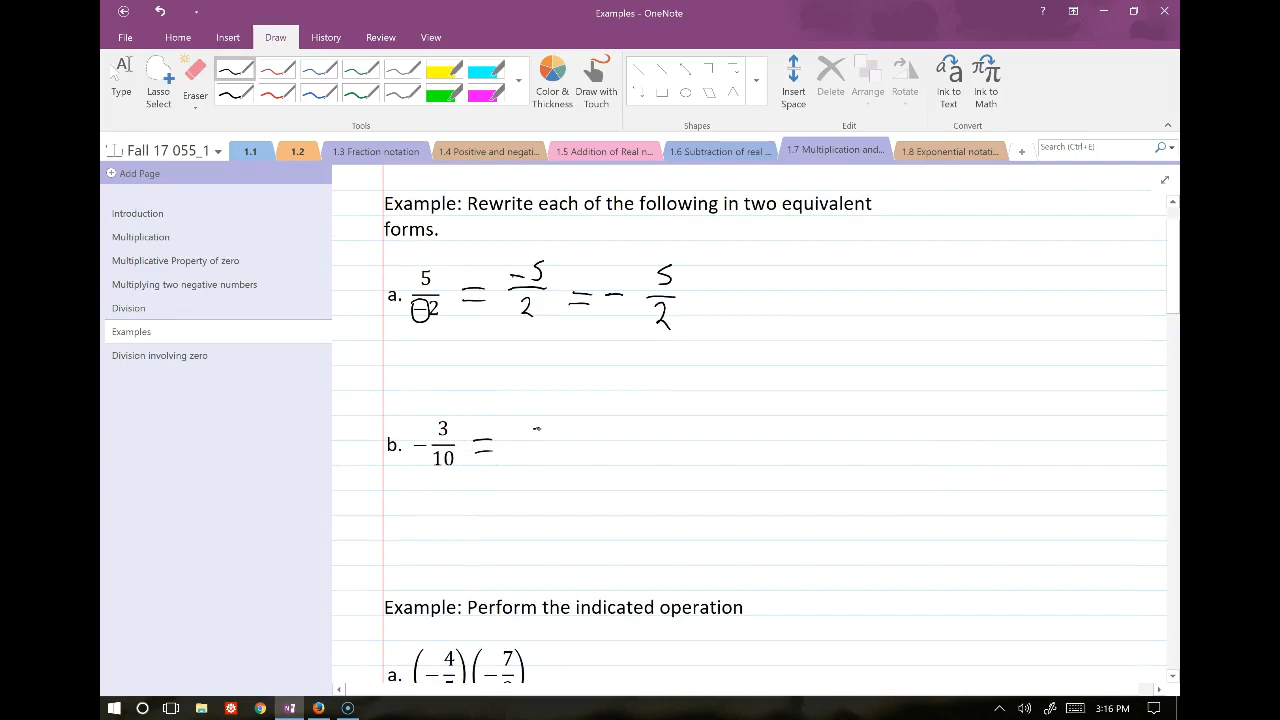 Examples - OneNote
?
File Home Insert Draw History Review View
Type Lasso Select Eraser Color & Thickness Draw with Touch Insert Space Delete Arrange Rotate Ink to Text Ink to Math
Tools Shapes Edit Convert
Fall 17 055_1 1.1 1.2 1.3 Fraction notation 1.4 Positive and negati... 1.5 Addition of Real n... 1.6 Subtraction of real ... 1.7 Multiplication and... 1.8 Exponential notati... + Search (Ctrl+E)
Add Page
Introduction
Multiplication
Multiplicative Property of zero
Multiplying two negative numbers
Division
Examples
Division involving zero
Example: Rewrite each of the following in two equivalent
forms.
a. 5/-2 = -5/2 = - 5/2
b. -3/10 =
Example: Perform the indicated operation
a. (-4/ )(-7/ )
3:16 PM